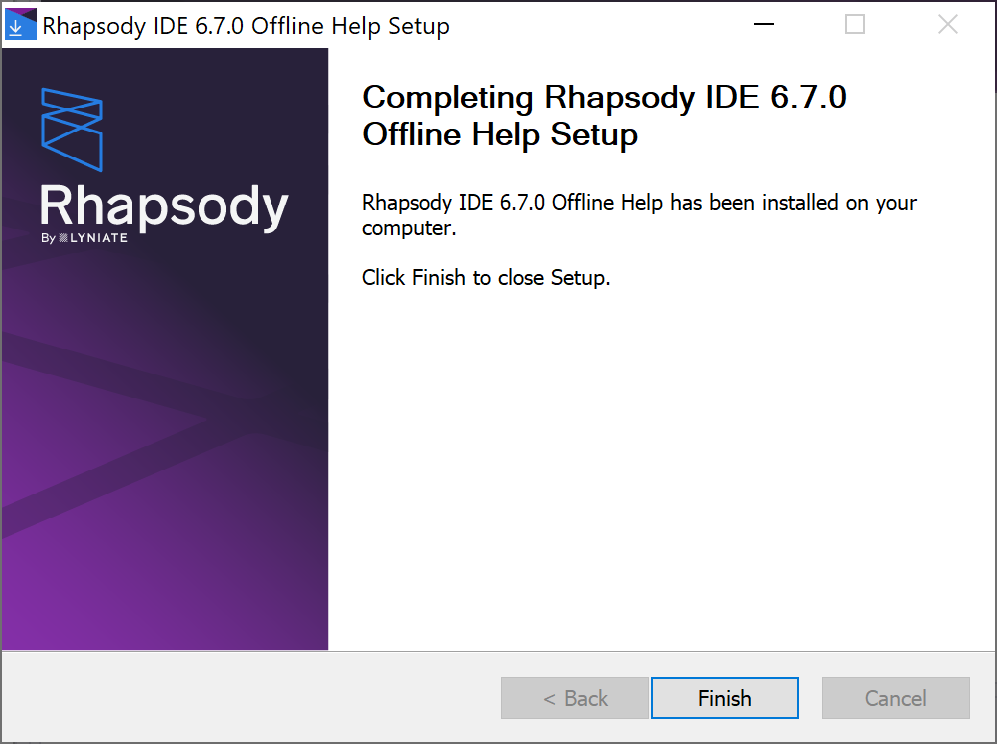 Rhapsody IDE 6.7.0 Offline Help Setup
Rhapsody
By LYNIATE
Completing Rhapsody IDE 6.7.0
Offline Help Setup
Rhapsody IDE 6.7.0 Offline Help has been installed on your
computer.
Click Finish to close Setup.
< Back
Finish
Cancel